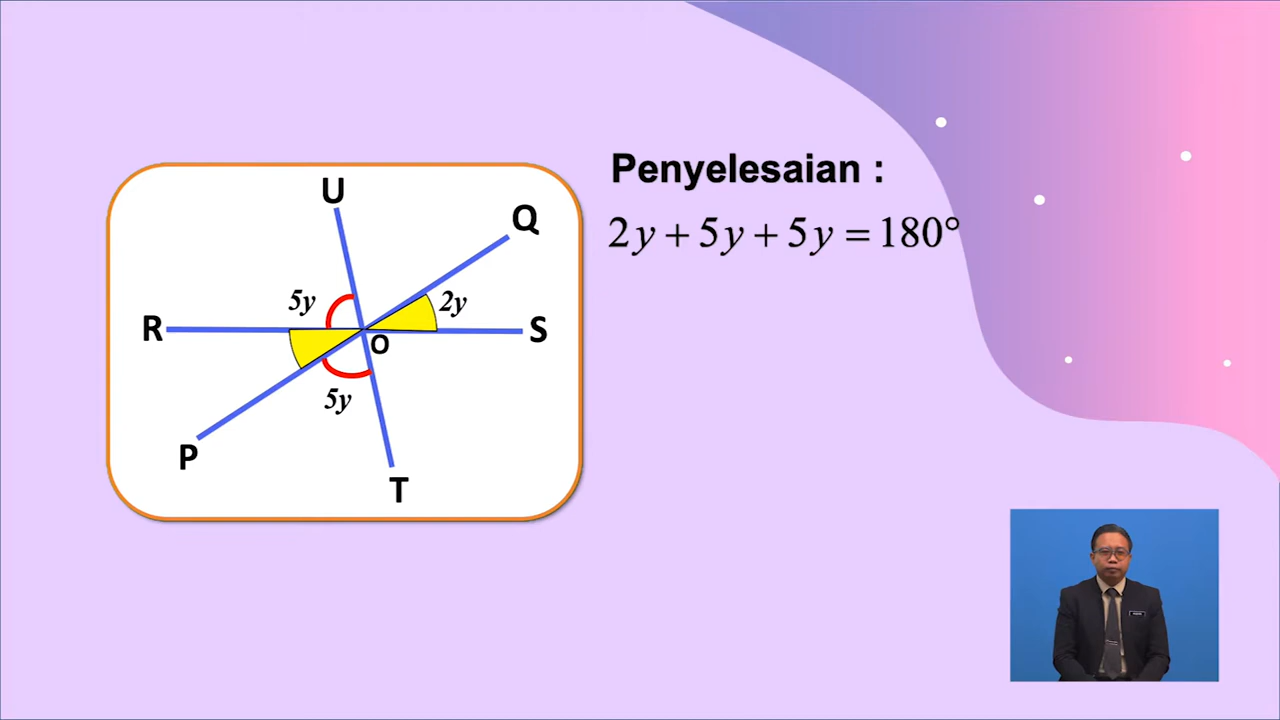 Penyelesaian :
2y + 5y + 5y = 180°
U
Q
5y
2y
R
S
O
5y
P
T